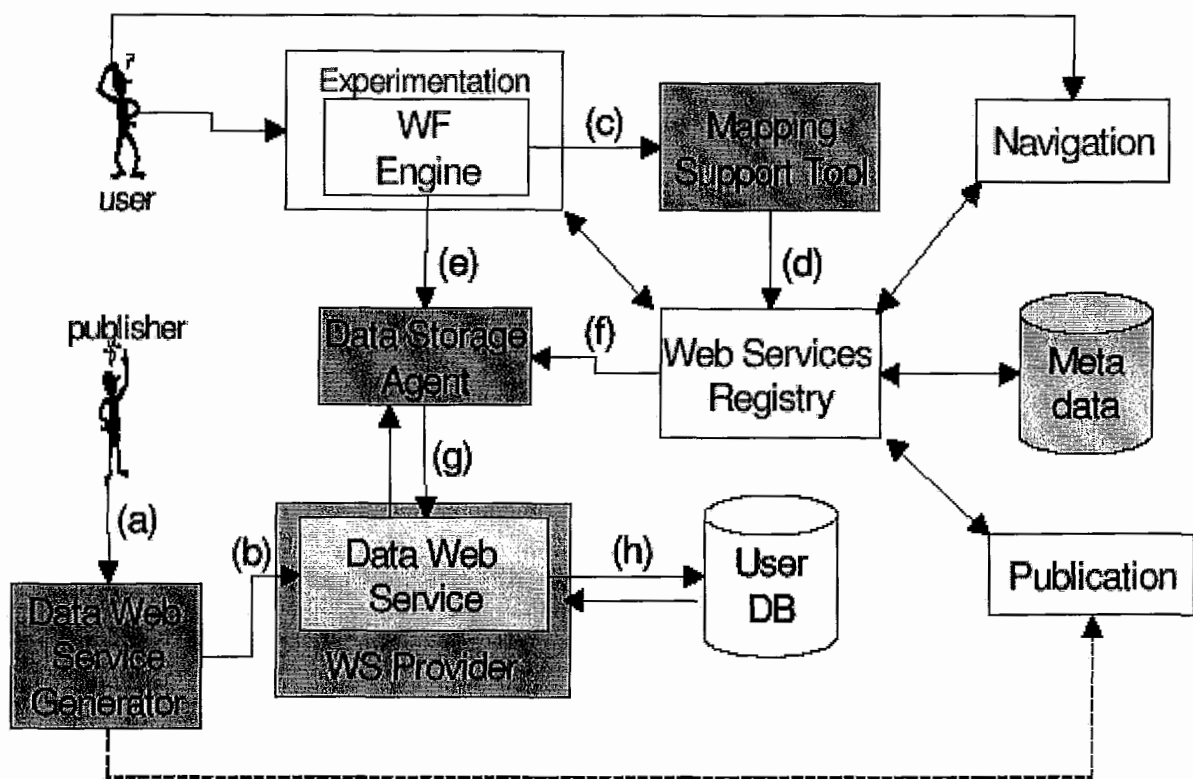 Experimentation
WF
Engine
(c)
Mapping
Support Tool
Navigation
user
(e)
(d)
publisher
Data Storage
Agent
(f)
Web Services
Registry
Meta
data
(g)
(a)
(b)
Data Web
Service
(h)
User
DB
Publication
Data Web
Service
Generator
WS Provider